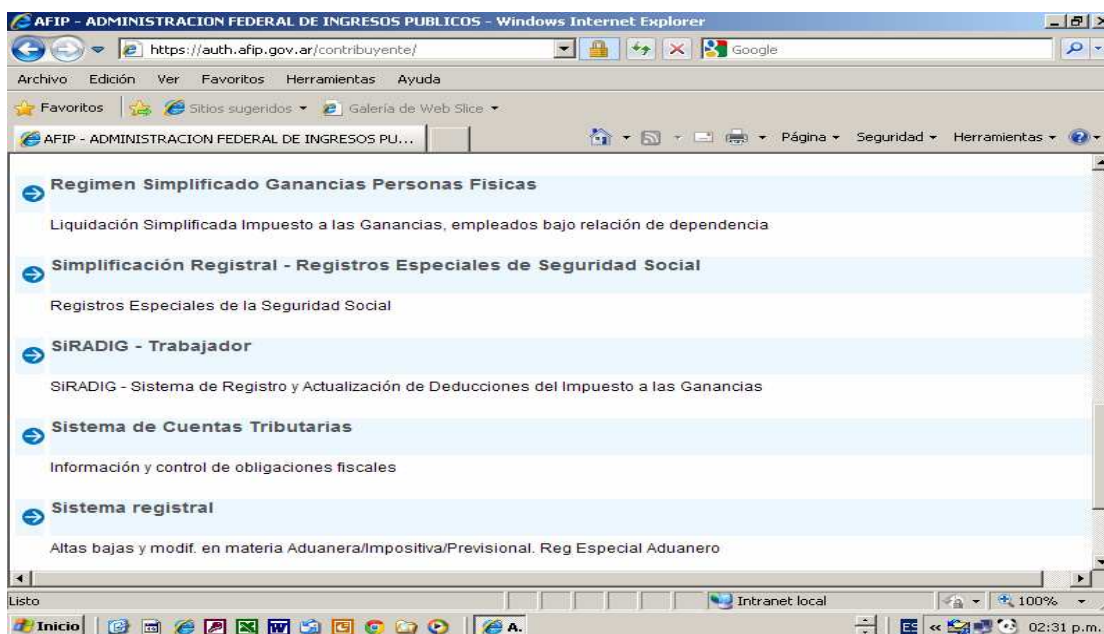 AFIP - ADMINISTRACION FEDERAL DE INGRESOS PUBLICOS - Windows Internet Explorer
https://auth.afip.gov.ar/contribuyente/
Google
Archivo Edición Ver Favoritos Herramientas Ayuda
Favoritos Sitios sugeridos Galería de Web Slice
AFIP - ADMINISTRACION FEDERAL DE INGRESOS PU... Página Seguridad Herramientas
Regimen Simplificado Ganancias Personas Fisicas
Liquidación Simplificada Impuesto a las Ganancias, empleados bajo relación de dependencia
Simplificación Registral - Registros Especiales de Seguridad Social
Registros Especiales de la Seguridad Social
SiRADIG - Trabajador
SiRADIG - Sistema de Registro y Actualización de Deducciones del Impuesto a las Ganancias
Sistema de Cuentas Tributarias
Información y control de obligaciones fiscales
Sistema registral
Altas bajas y modif. en materia Aduanera/Impositiva/Previsional. Reg Especial Aduanero
Listo Intranet local 100%
Inicio A. ES « 02:31 p.m.